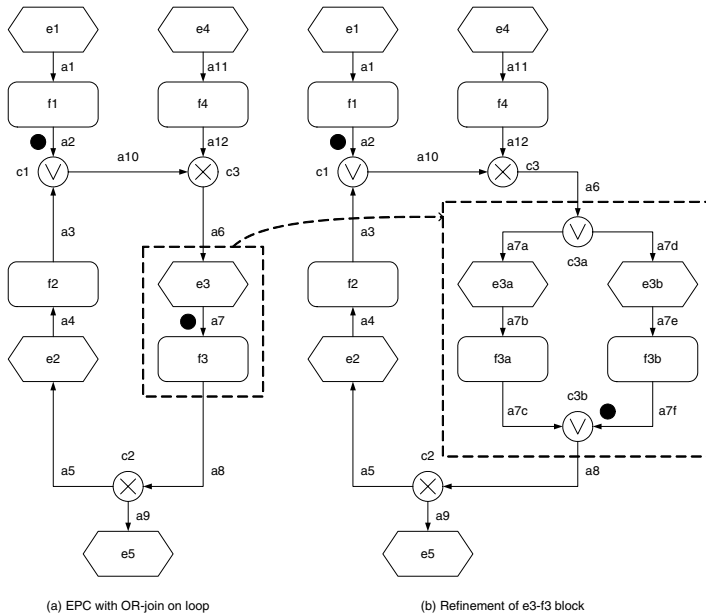 e1
e4
e1
e4
a1
a11
a1
a11
f1
f4
f1
f4
a2
a12
a2
a12
c1
V
a10
X
c3
c1
V
a10
X
c3
a3
a6
a3
a6
V
c3a
a7a
a7d
f2
e3
f2
e3a
e3b
a4
a7
a4
a7b
a7e
e2
f3
e2
f3a
f3b
c3b
a7c
V
a7f
a5
c2
a8
a5
c2
a8
X
X
a9
a9
e5
e5
(a) EPC with OR-join on loop
(b) Refinement of e3-f3 block